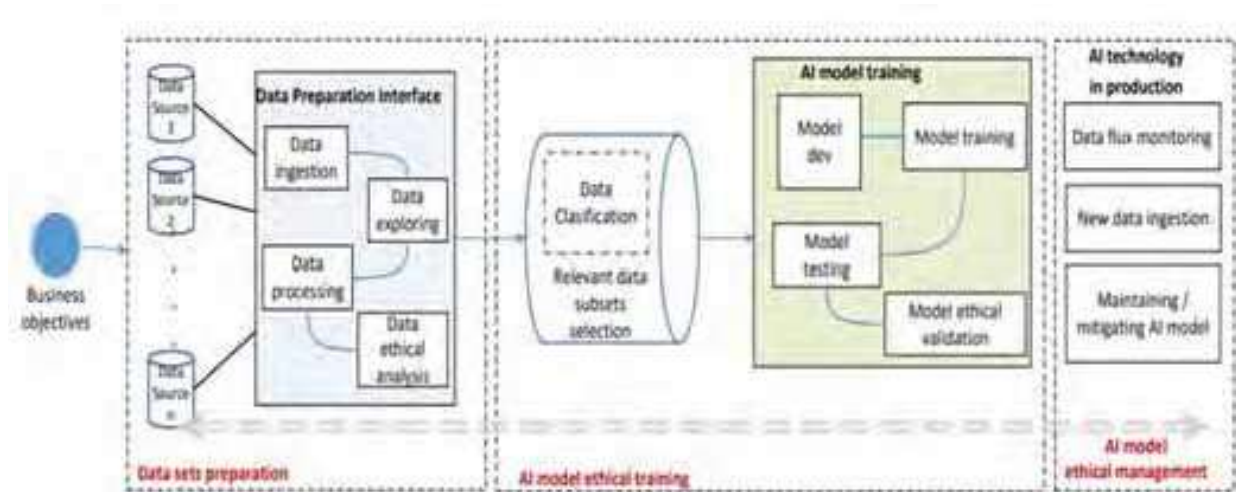 Business
objectives
Data
Source
1
Data
Source
2
Data
Source
n
Data Preparation Interface
Data
ingestion
Data
exploring
Data
processing
Data
ethical
analysis
Data sets preparation
Data
Clasification
Relevant data
subsets
selection
AI model training
Model
dev
Model training
Model
testing
Model ethical
validation
AI model ethical training
AI technology
in production
Data flux monitoring
New data ingestion
Maintaining /
mitigating AI model
AI model
ethical management